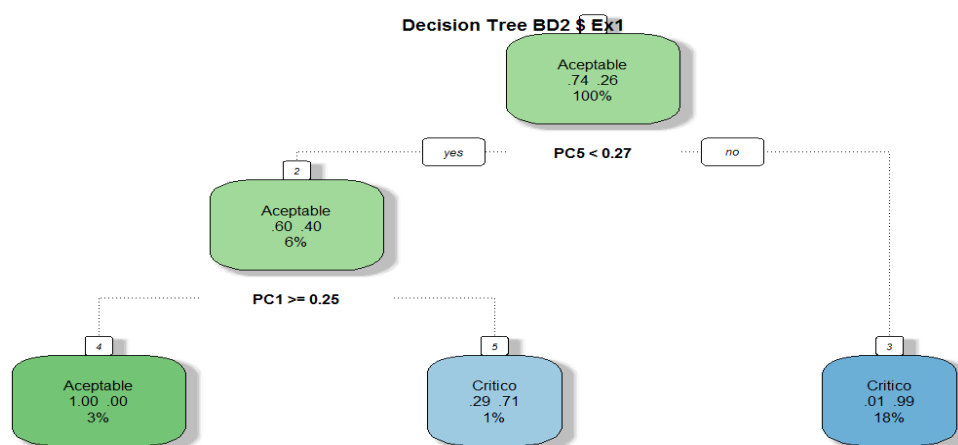 Decision Tree BD2 $ Ex1
Aceptable
.74 .26
100%
yes
PC5 < 0.27
no
2
Aceptable
.60 .40
6%
PC1 >= 0.25
4
Aceptable
1.00 .00
3%
5
Critico
.29 .71
1%
3
Critico
.01 .99
18%